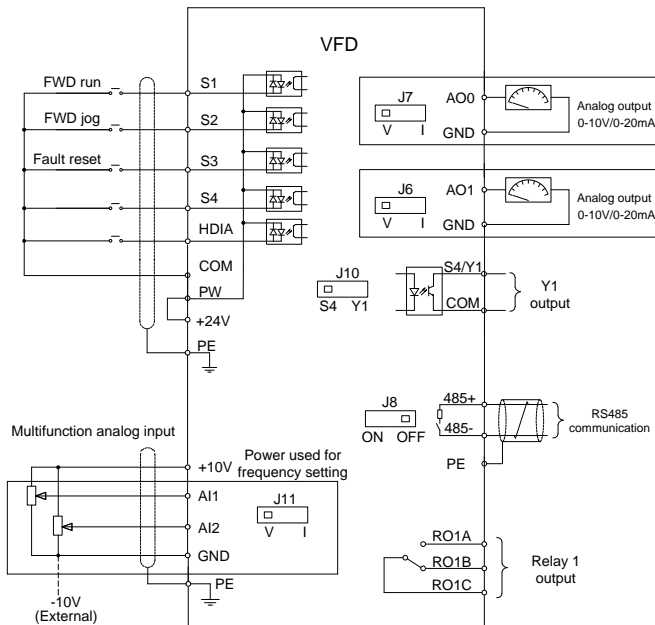 VFD
FWD run
S1
FWD jog
S2
Fault reset
S3
S4
HDIA
COM
PW
+24V
PE
J7
V I
AO0
GND
Analog output
0-10V/0-20mA
J6
V I
AO1
GND
Analog output
0-10V/0-20mA
J10
S4 Y1
S4/Y1
COM
Y1
output
J8
ON OFF
485+
485-
PE
RS485
communication
Multifunction analog input
Power used for
frequency setting
+10V
AI1
AI2
GND
PE
J11
V I
-10V
(External)
RO1A
RO1B
RO1C
Relay 1
output